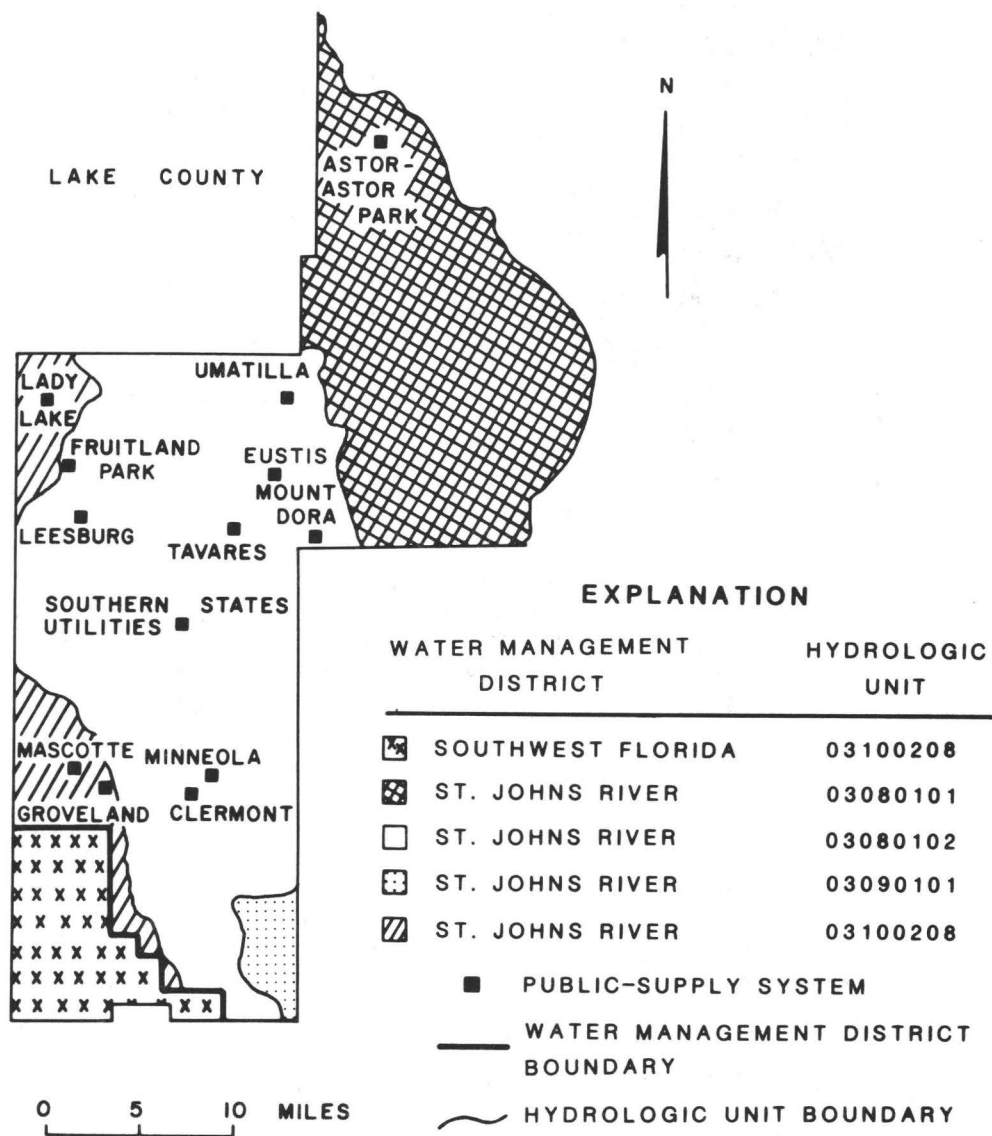 N
LAKE COUNTY
ASTOR-
ASTOR
PARK
UMATILLA
LADY
LAKE
FRUITLAND
PARK
EUSTIS
MOUNT
DORA
LEESBURG
TAVARES
SOUTHERN STATES
UTILITIES
MASCOTTE
MINNEOLA
GROVELAND
CLERMONT
EXPLANATION
WATER MANAGEMENT DISTRICT
HYDROLOGIC UNIT
SOUTHWEST FLORIDA 03100208
ST. JOHNS RIVER 03080101
ST. JOHNS RIVER 03080102
ST. JOHNS RIVER 03090101
ST. JOHNS RIVER 03100208
PUBLIC-SUPPLY SYSTEM
WATER MANAGEMENT DISTRICT
BOUNDARY
HYDROLOGIC UNIT BOUNDARY
0 5 10 MILES